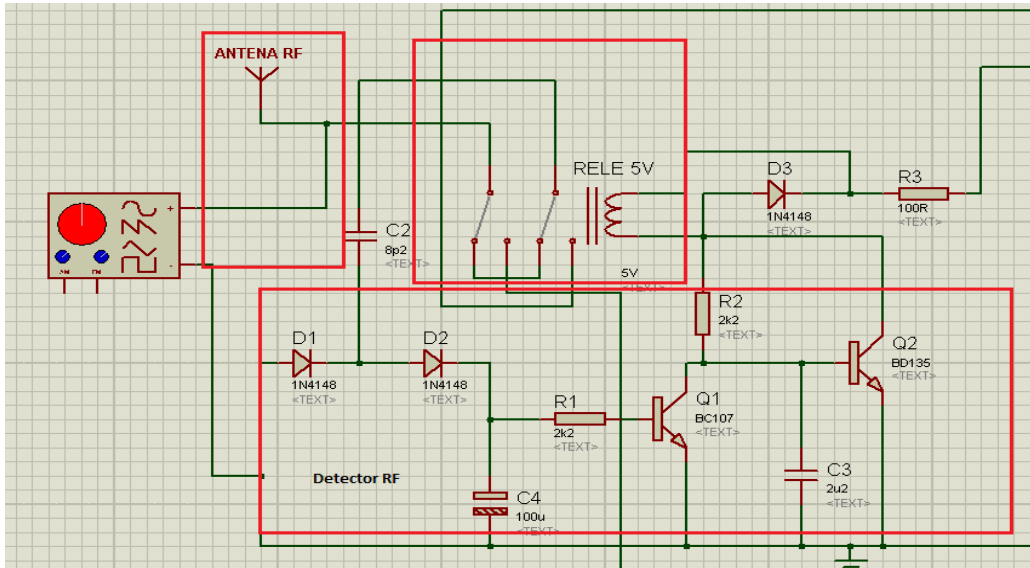 ANTENA RF
RELE 5V
5V
<TEXT>
D3
1N4148
<TEXT>
R3
100R
<TEXT>
+
-
AM
FM
C2
8p2
<TEXT>
D1
1N4148
<TEXT>
D2
1N4148
<TEXT>
R1
2k2
<TEXT>
R2
2k2
<TEXT>
Q1
BC107
<TEXT>
Q2
BD135
<TEXT>
C3
2u2
<TEXT>
Detector RF
C4
100u
<TEXT>